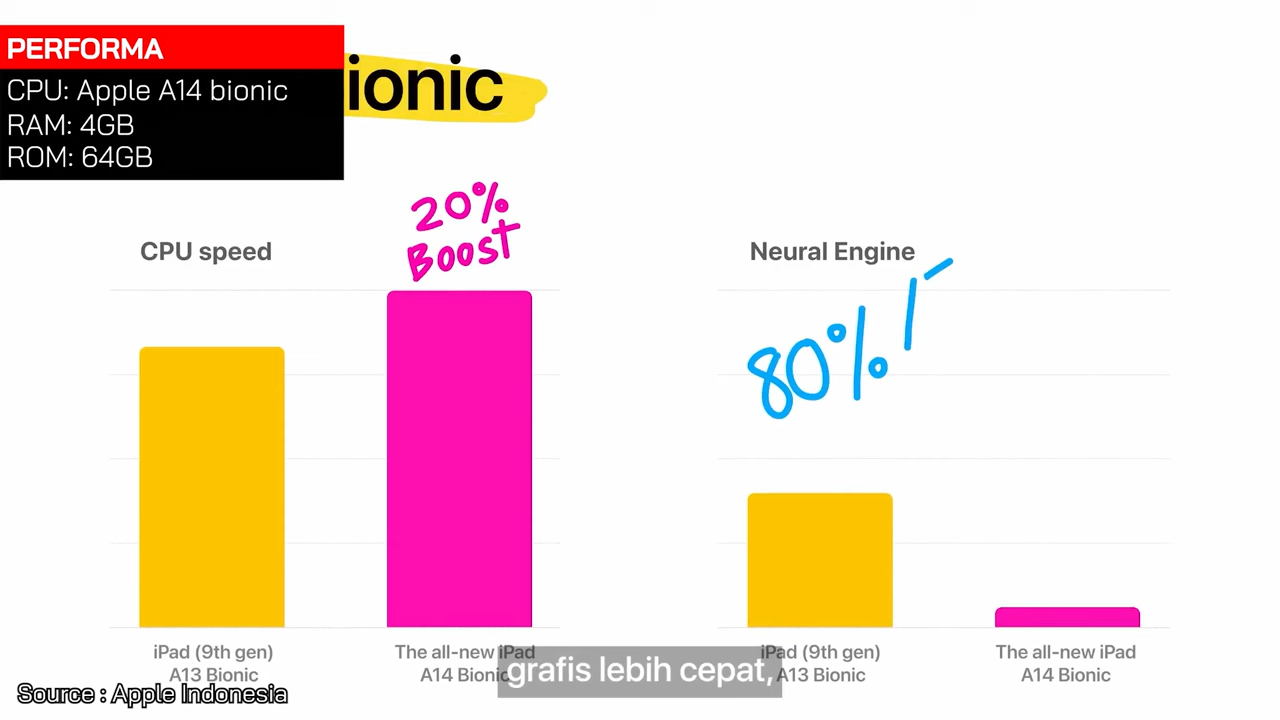 PERFORMA
CPU: Apple A14 bionic
RAM: 4GB
ROM: 64GB
ionic
20%
Boost
CPU speed
Neural Engine
80%
iPad (9th gen)
A13 Bionic
The all-new iPad
A14 Bionic
iPad (9th gen)
A13 Bionic
The all-new iPad
A14 Bionic
grafis lebih cepat,
Source : Apple Indonesia